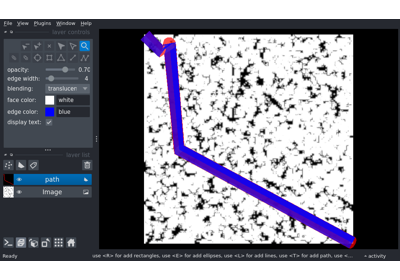 File View Plugins Window Help
layer controls
opacity: 0.70
edge width: 4
blending: translucent
face color: white
edge color: blue
display text:
layer list
path
Image
Ready use <R> for add rectangles, use <E> for add ellipses, use <L> for add lines, use <T> for add path, use <... activity